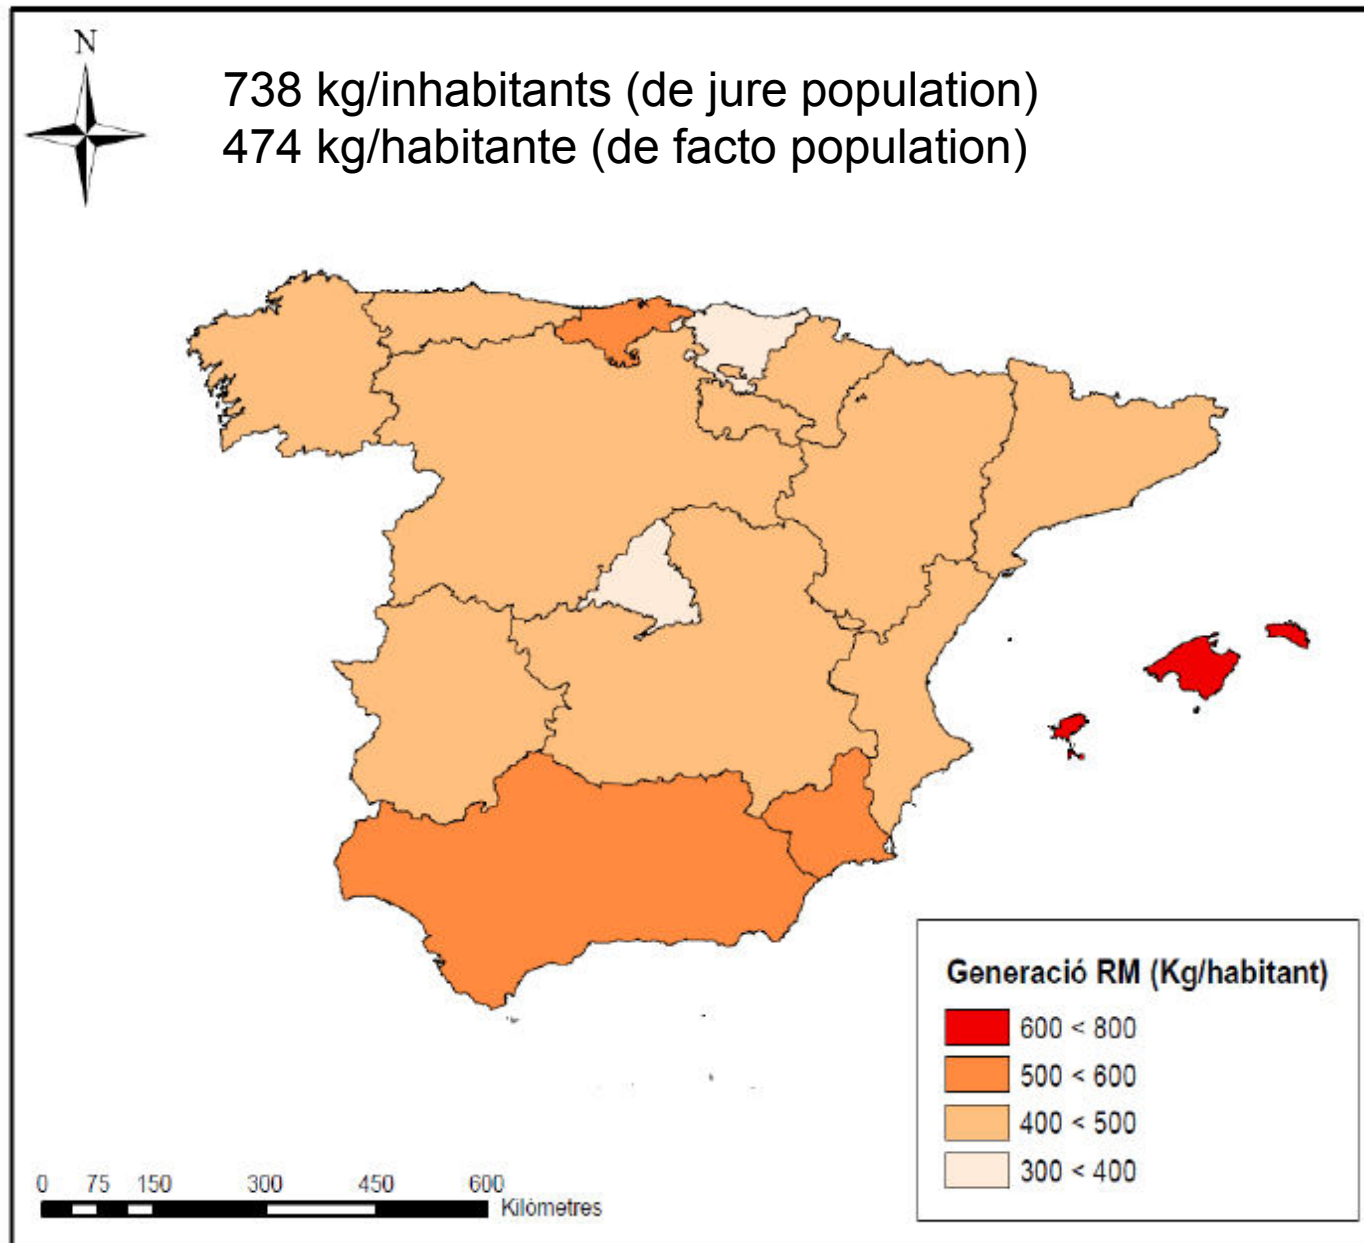 N
738 kg/inhabitants (de jure population)
474 kg/habitante (de facto population)
Generació RM (Kg/habitant)
600 < 800
500 < 600
400 < 500
300 < 400
0 75 150 300 450 600
Kilòmetres